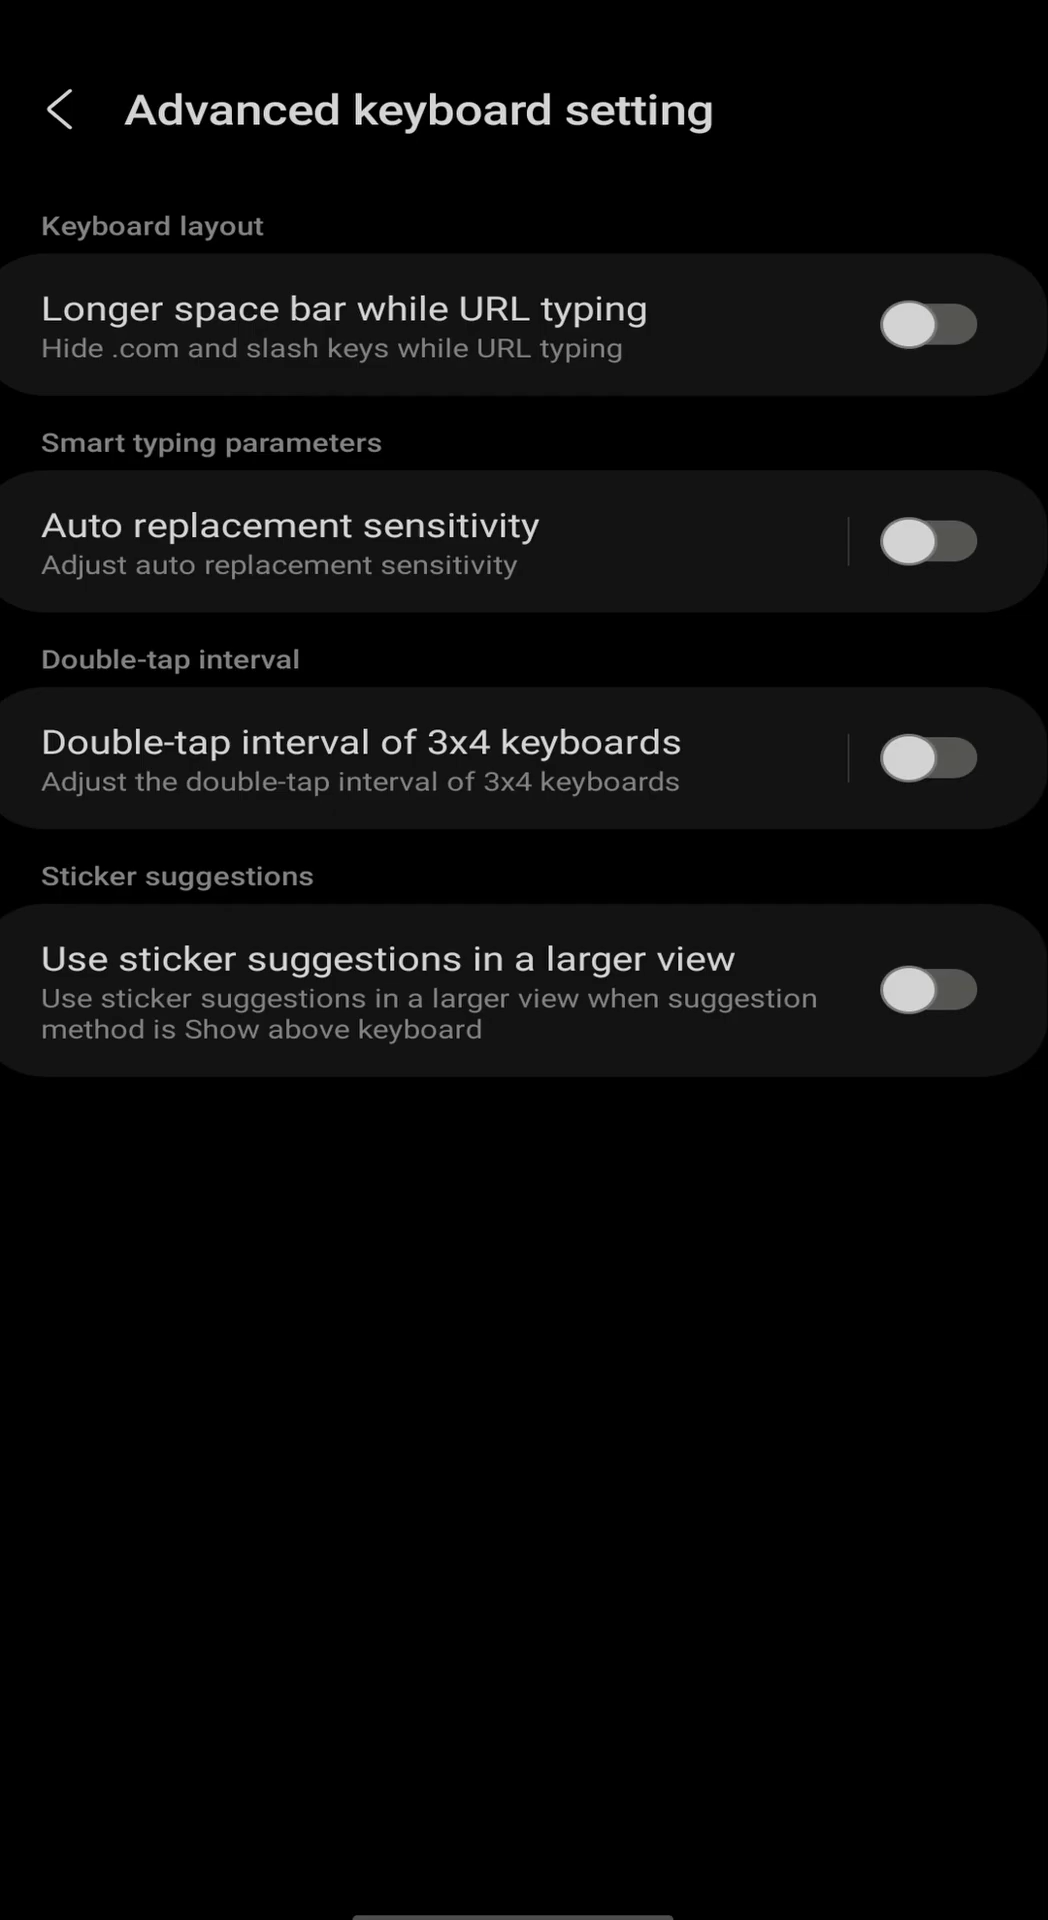 Advanced keyboard setting
Keyboard layout
Longer space bar while URL typing
Hide .com and slash keys while URL typing
Smart typing parameters
Auto replacement sensitivity
Adjust auto replacement sensitivity
Double-tap interval
Double-tap interval of 3x4 keyboards
Adjust the double-tap interval of 3x4 keyboards
Sticker suggestions
Use sticker suggestions in a larger view
Use sticker suggestions in a larger view when suggestion
method is Show above keyboard